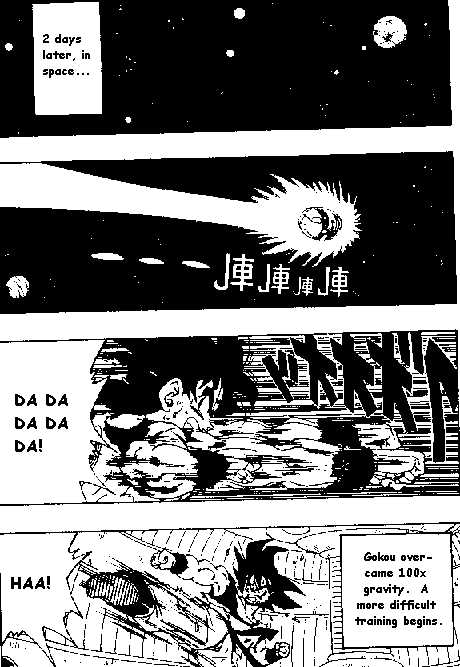 2 days
later, in
space...
DA DA
DA DA
DA!
HAA!
Gokou over-
came 100x
gravity. A
more difficult
training begins.